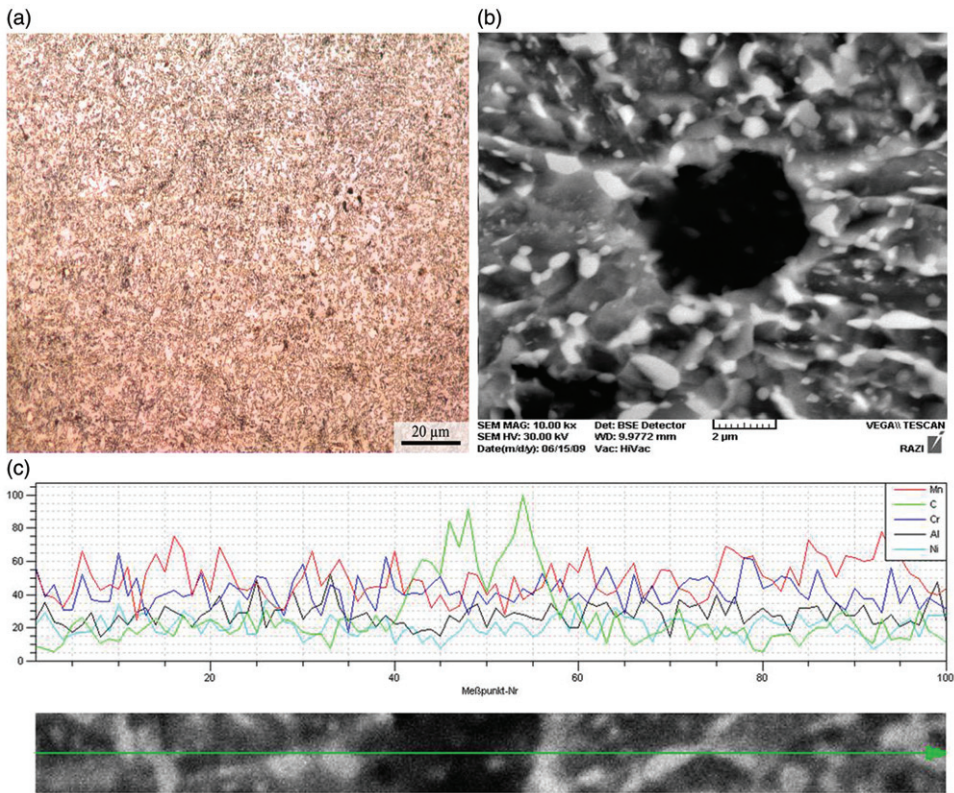 (a)
(b)
20 μm
SEM MAG: 10.00 kx Det: BSE Detector
SEM HV: 30.00 kV WD: 9.9772 mm 2 μm VEGA\\ TESCAN
Date(m/d/y): 06/15/09 Vac: HiVac RAZI
(c)
100
80
60
40
20
0
Mn
C
Cr
Al
Ni
20 40 60 80 100
Meßpunkt-Nr